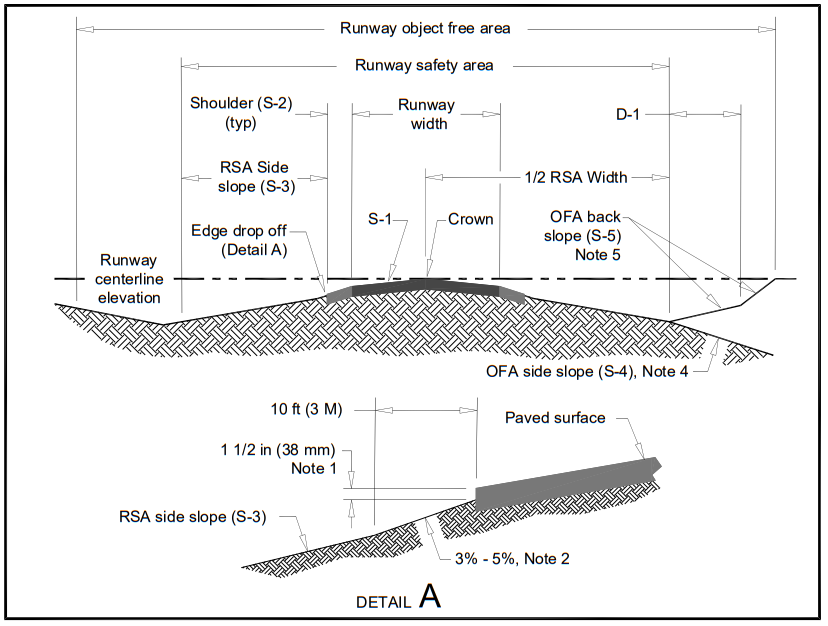 Runway object free area
Runway safety area
Shoulder (S-2)
(typ)
Runway
width
D-1
RSA Side
slope (S-3)
1/2 RSA Width
Edge drop off
(Detail A)
S-1
Crown
OFA back
slope (S-5)
Note 5
Runway
centerline
elevation
OFA side slope (S-4), Note 4
10 ft (3 M)
Paved surface
1 1/2 in (38 mm)
Note 1
RSA side slope (S-3)
3% - 5%, Note 2
DETAIL A